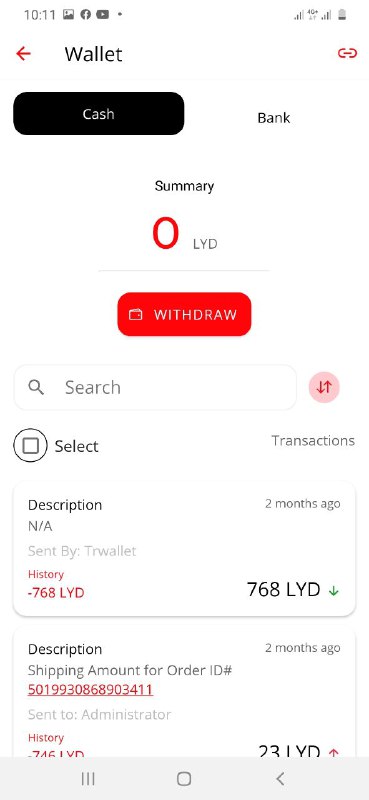 10:11
4G+
Wallet
Cash
Bank
Summary
0 LYD
WITHDRAW
Search
Select
Transactions
Description
2 months ago
N/A
Sent By: Trwallet
History
-768 LYD
768 LYD
Description
2 months ago
Shipping Amount for Order ID#
5019930868903411
Sent to: Administrator
History
-746 LYD
23 LYD